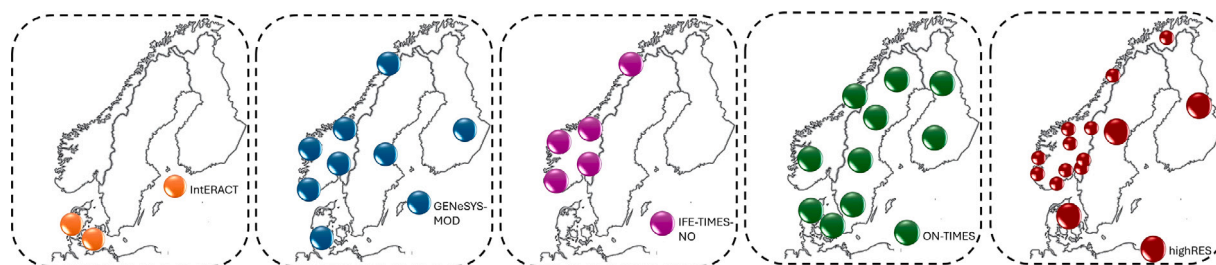 IntERACT
GENeSYS-
MOD
IFE-TIMES-
NO
ON-TIMES
highRES